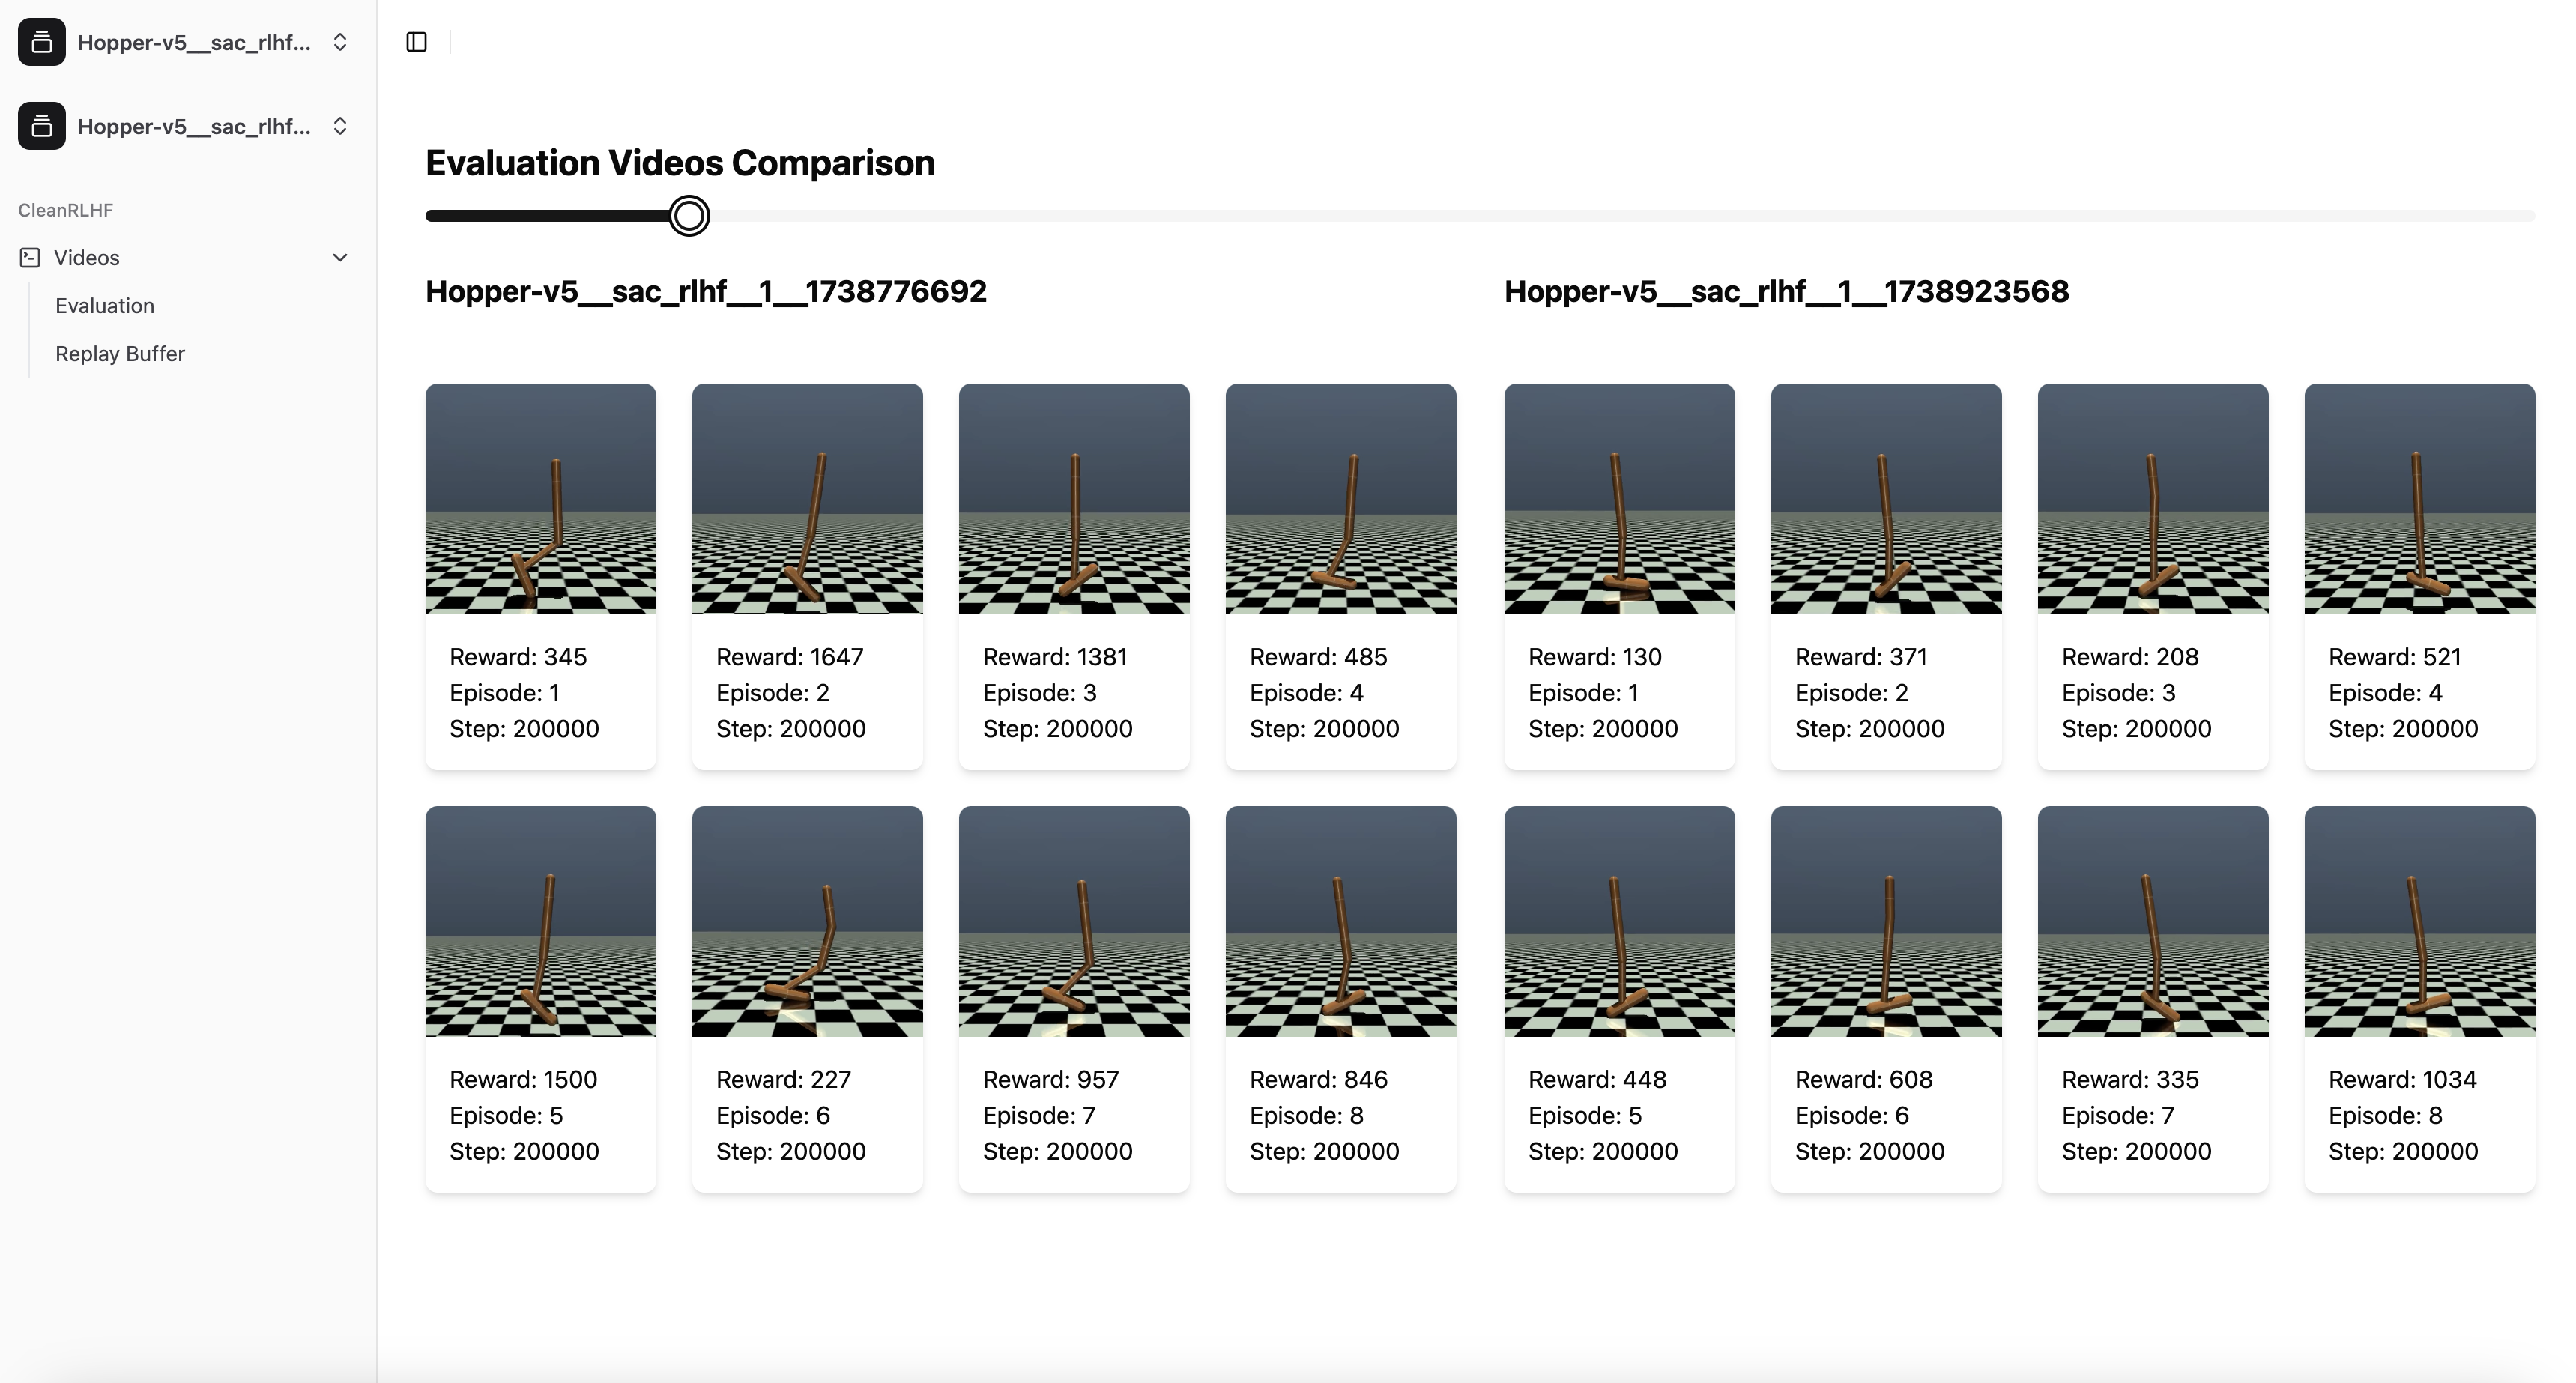 Hopper-v5__sac_rlhf...
Hopper-v5__sac_rlhf...
CleanRLHF
Videos
Evaluation
Replay Buffer
Evaluation Videos Comparison
Hopper-v5__sac_rlhf__1__1738776692
Reward: 345
Episode: 1
Step: 200000
Reward: 1647
Episode: 2
Step: 200000
Reward: 1381
Episode: 3
Step: 200000
Reward: 485
Episode: 4
Step: 200000
Reward: 1500
Episode: 5
Step: 200000
Reward: 227
Episode: 6
Step: 200000
Reward: 957
Episode: 7
Step: 200000
Reward: 846
Episode: 8
Step: 200000
Hopper-v5__sac_rlhf__1__1738923568
Reward: 130
Episode: 1
Step: 200000
Reward: 371
Episode: 2
Step: 200000
Reward: 208
Episode: 3
Step: 200000
Reward: 521
Episode: 4
Step: 200000
Reward: 448
Episode: 5
Step: 200000
Reward: 608
Episode: 6
Step: 200000
Reward: 335
Episode: 7
Step: 200000
Reward: 1034
Episode: 8
Step: 200000